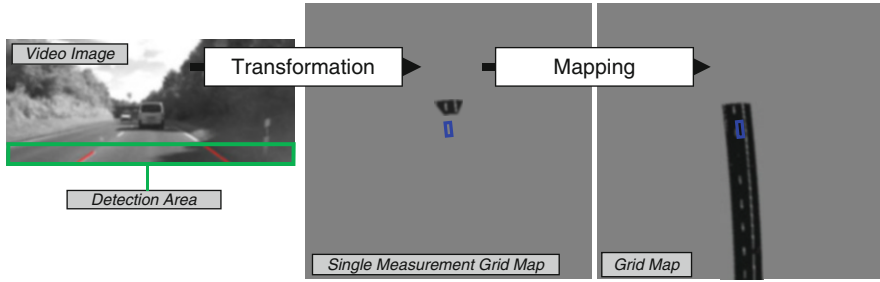 Video Image
Transformation
Mapping
Detection Area
Single Measurement Grid Map
Grid Map